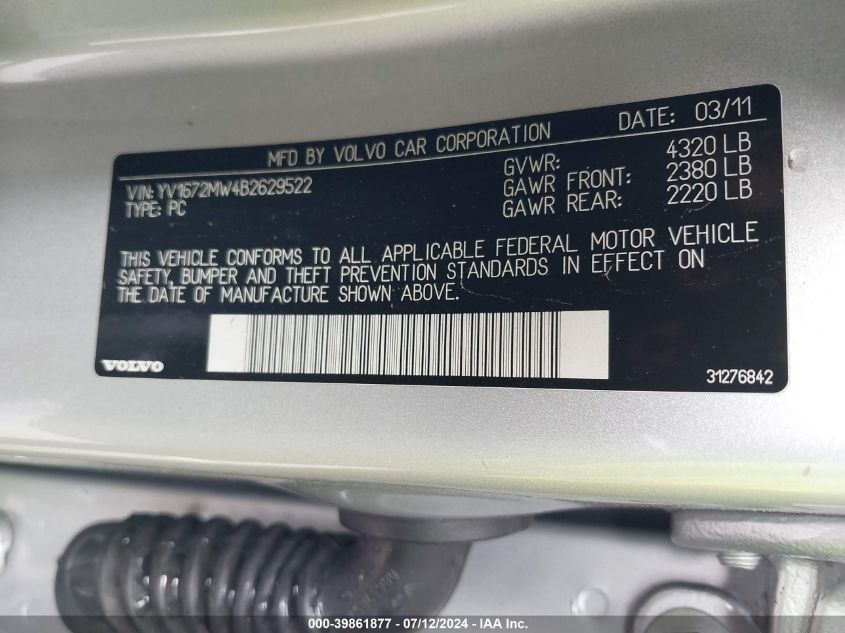 MFD BY VOLVO CAR CORPORATION DATE: 03/11
VIN: YV1672MW4B2629522 GVWR: 4320 LB
TYPE: PC GAWR FRONT: 2380 LB
GAWR REAR: 2220 LB
THIS VEHICLE CONFORMS TO ALL APPLICABLE FEDERAL MOTOR VEHICLE
SAFETY, BUMPER AND THEFT PREVENTION STANDARDS IN EFFECT ON
THE DATE OF MANUFACTURE SHOWN ABOVE.
VOLVO 31276842
000-39861877 - 07/12/2024 - IAA Inc.